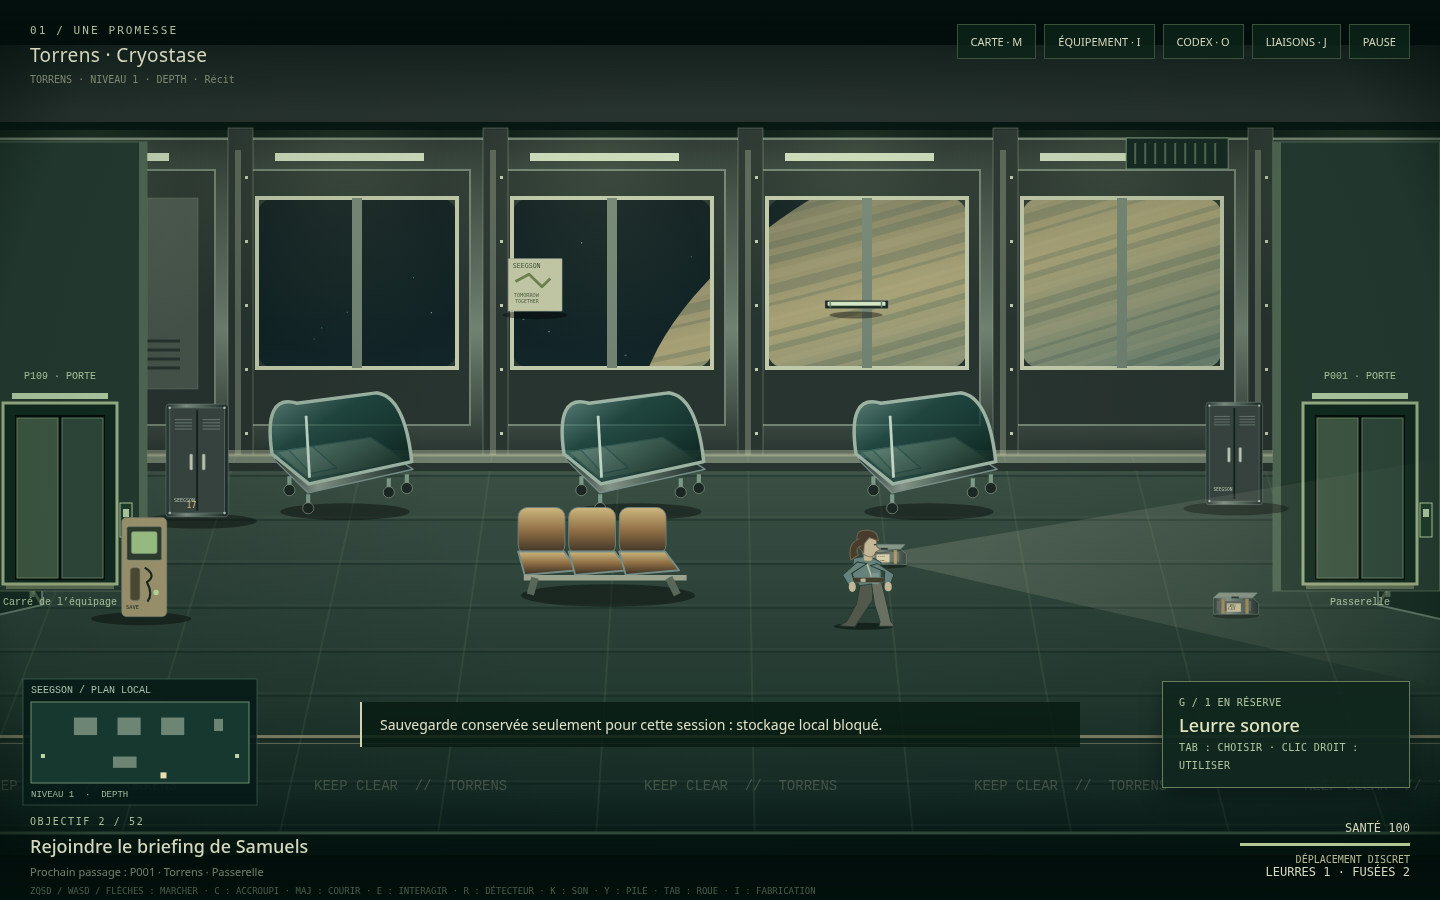 01 / UNE PROMESSE
Torrens · Cryostase
TORRENS · NIVEAU 1 · DEPTH · Récit
CARTE · M
ÉQUIPEMENT · I
CODEX · O
LIAISONS · J
PAUSE
SEEGSON
TOMORROW
TOGETHER
P109 · PORTE
P001 · PORTE
SEEGSON
17
SEEGSON
SAVE
Carré de l’équipage
Passerelle
SEEGSON / PLAN LOCAL
NIVEAU 1 · DEPTH
Sauvegarde conservée seulement pour cette session : stockage local bloqué.
G / 1 EN RÉSERVE
Leurre sonore
TAB : CHOISIR · CLIC DROIT :
UTILISER
KEEP CLEAR // TORRENS
KEEP CLEAR // TORRENS
KEEP CLEAR // TORRENS
OBJECTIF 2 / 52
Rejoindre le briefing de Samuels
Prochain passage : P001 · Torrens · Passerelle
ZQSD / WASD / FLÈCHES : MARCHER · C : ACCROUPI · MAJ : COURIR · E : INTERAGIR · R : DÉTECTEUR · K : SON · Y : PILE · TAB : ROUE · I : FABRICATION
SANTÉ 100
DÉPLACEMENT DISCRET
LEURRES 1 · FUSÉES 2